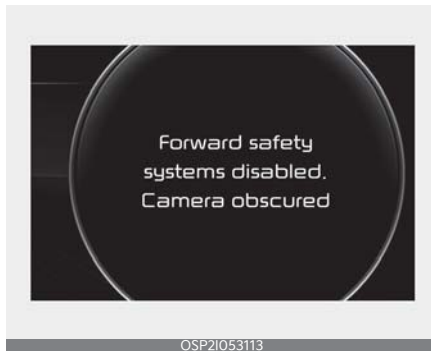 Forward safety
systems disabled.
Camera obscured
OSP2I053113